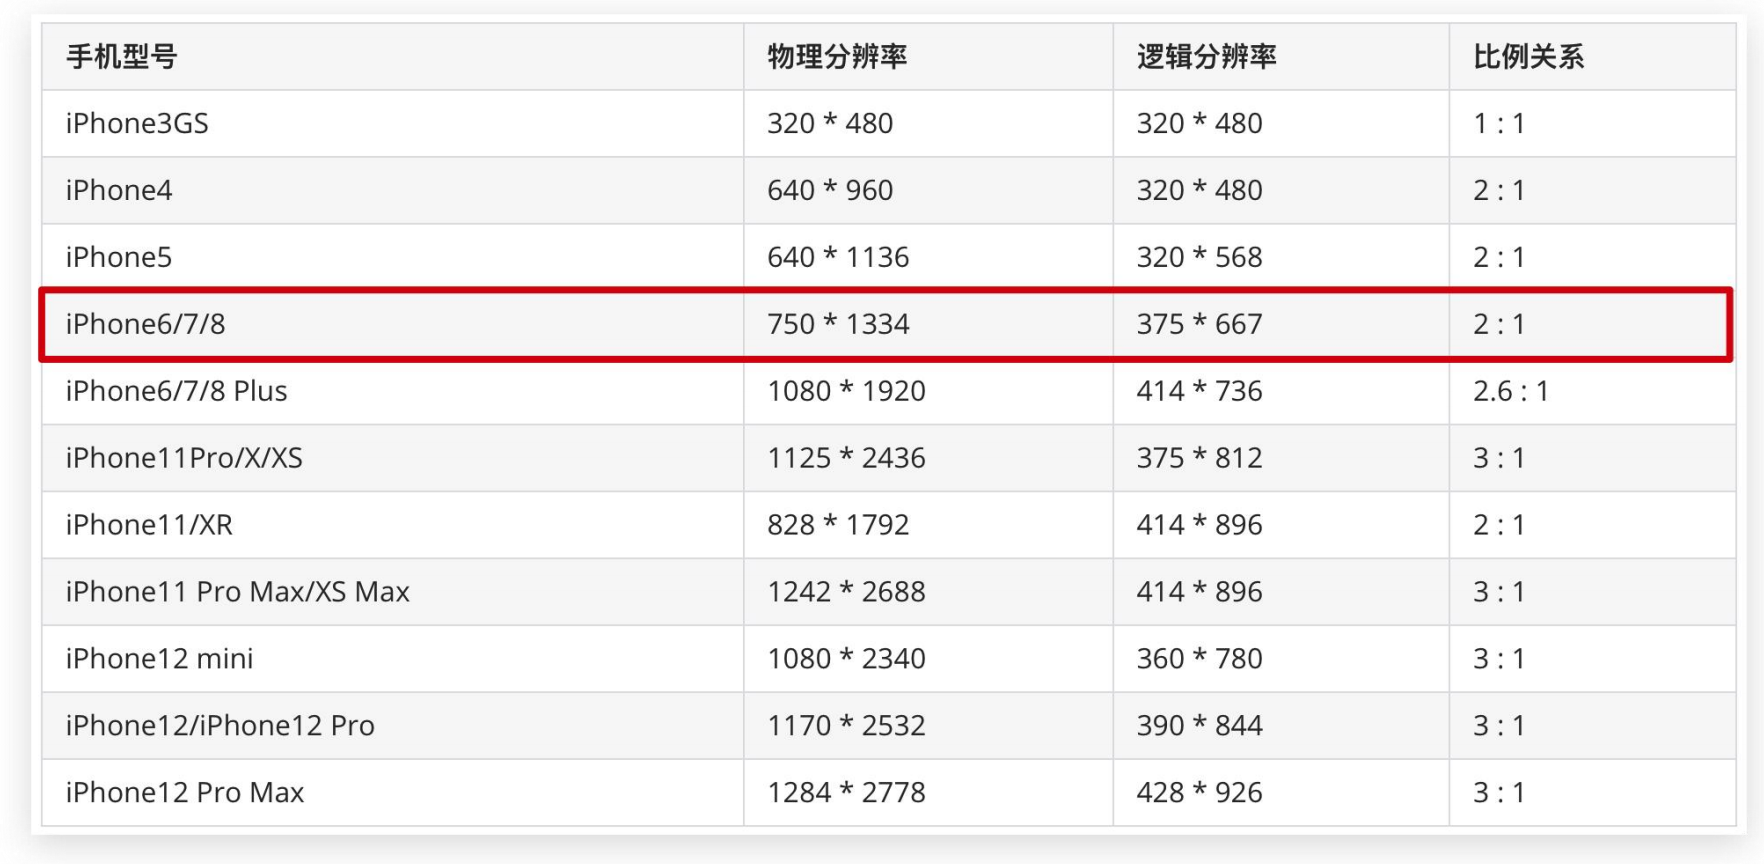 手机型号 物理分辨率 逻辑分辨率 比例关系
iPhone3GS 320 * 480 320 * 480 1 : 1
iPhone4 640 * 960 320 * 480 2 : 1
iPhone5 640 * 1136 320 * 568 2 : 1
iPhone6/7/8 750 * 1334 375 * 667 2 : 1
iPhone6/7/8 Plus 1080 * 1920 414 * 736 2.6 : 1
iPhone11Pro/X/XS 1125 * 2436 375 * 812 3 : 1
iPhone11/XR 828 * 1792 414 * 896 2 : 1
iPhone11 Pro Max/XS Max 1242 * 2688 414 * 896 3 : 1
iPhone12 mini 1080 * 2340 360 * 780 3 : 1
iPhone12/iPhone12 Pro 1170 * 2532 390 * 844 3 : 1
iPhone12 Pro Max 1284 * 2778 428 * 926 3 : 1